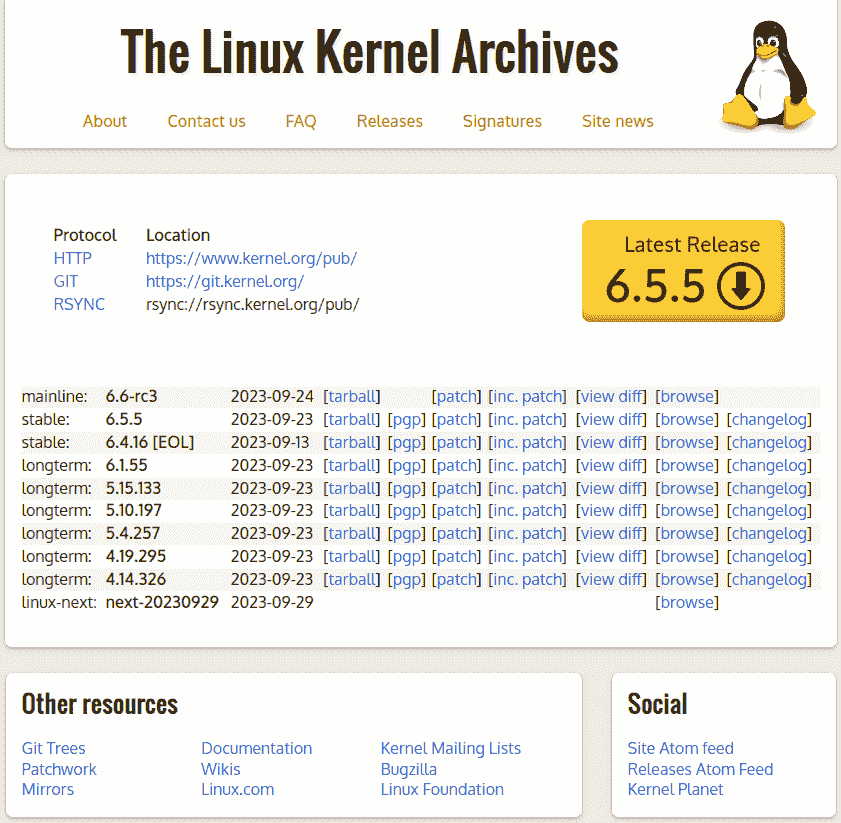 The Linux Kernel Archives
About Contact us FAQ Releases Signatures Site news
Protocol Location
HTTP https://www.kernel.org/pub/
GIT https://git.kernel.org/
RSYNC rsync://rsync.kernel.org/pub/
Latest Release
6.5.5
mainline: 6.6-rc3 2023-09-24 [tarball] [patch] [inc. patch] [view diff] [browse]
stable: 6.5.5 2023-09-23 [tarball] [pgp] [patch] [inc. patch] [view diff] [browse] [changelog]
stable: 6.4.16 [EOL] 2023-09-13 [tarball] [pgp] [patch] [inc. patch] [view diff] [browse] [changelog]
longterm: 6.1.55 2023-09-23 [tarball] [pgp] [patch] [inc. patch] [view diff] [browse] [changelog]
longterm: 5.15.133 2023-09-23 [tarball] [pgp] [patch] [inc. patch] [view diff] [browse] [changelog]
longterm: 5.10.197 2023-09-23 [tarball] [pgp] [patch] [inc. patch] [view diff] [browse] [changelog]
longterm: 5.4.257 2023-09-23 [tarball] [pgp] [patch] [inc. patch] [view diff] [browse] [changelog]
longterm: 4.19.295 2023-09-23 [tarball] [pgp] [patch] [inc. patch] [view diff] [browse] [changelog]
longterm: 4.14.326 2023-09-23 [tarball] [pgp] [patch] [inc. patch] [view diff] [browse] [changelog]
linux-next: next-20230929 2023-09-29 [browse]
Other resources
Git Trees Documentation Kernel Mailing Lists
Patchwork Wikis Bugzilla
Mirrors Linux.com Linux Foundation
Social
Site Atom feed
Releases Atom Feed
Kernel Planet